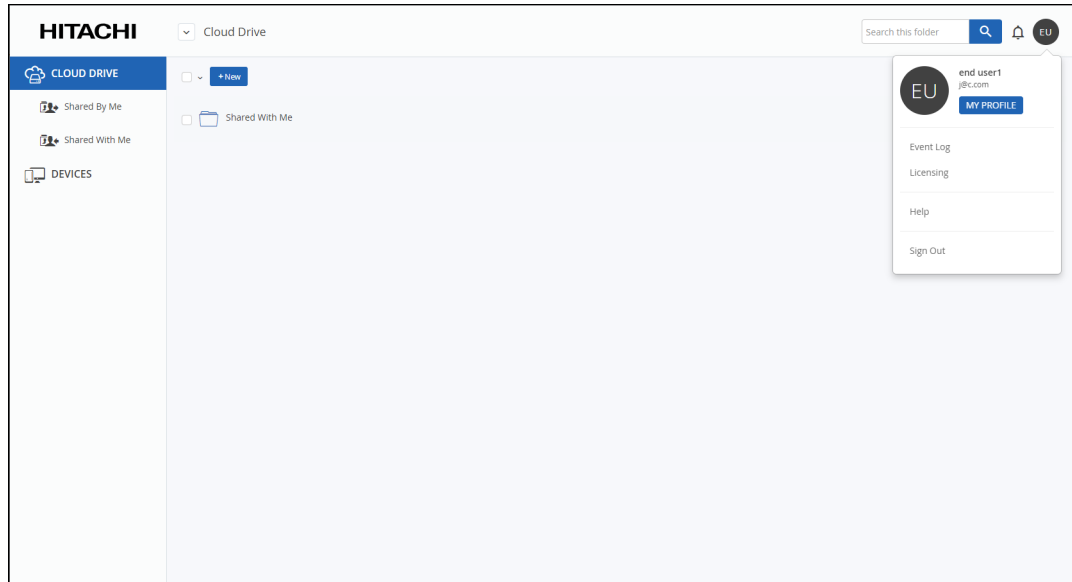 HITACHI
Cloud Drive
Search this folder
EU
CLOUD DRIVE
Shared By Me
Shared With Me
DEVICES
+ New
Shared With Me
EU
end user1
j@c.com
MY PROFILE
Event Log
Licensing
Help
Sign Out